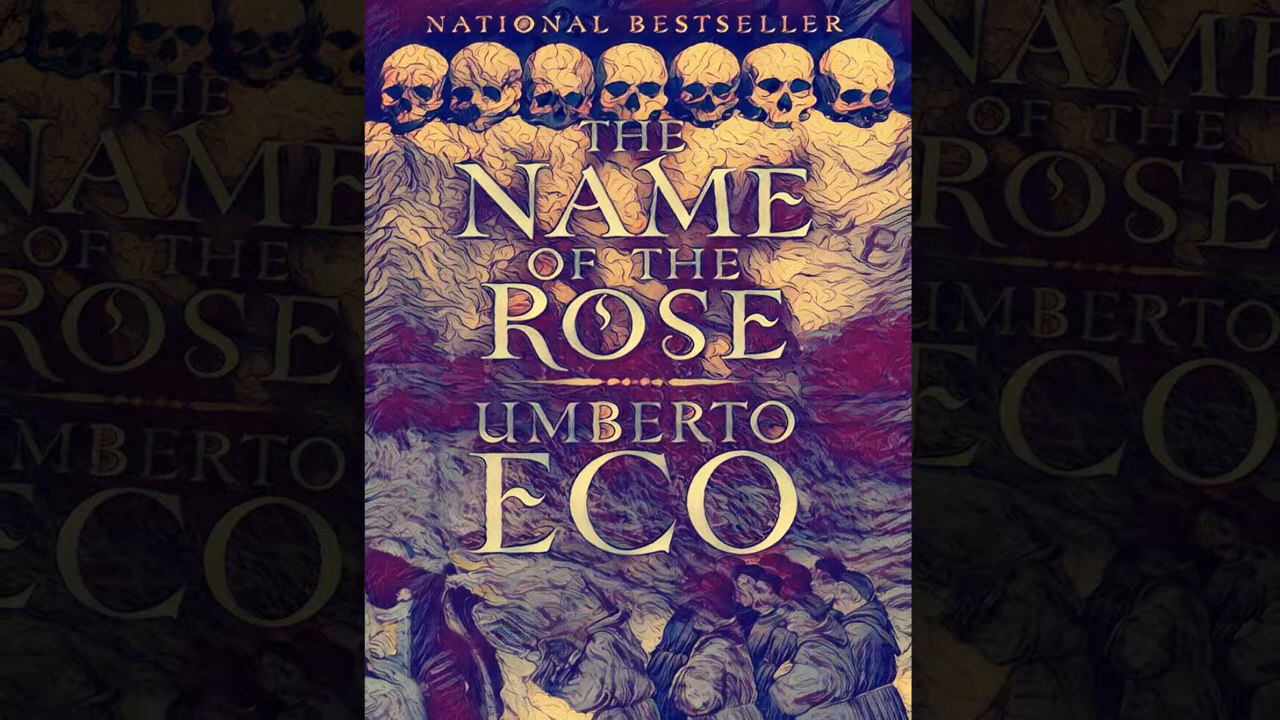 NATIONAL BESTSELLER
THE
NAME
OF THE
ROSE
UMBERTO
ECO